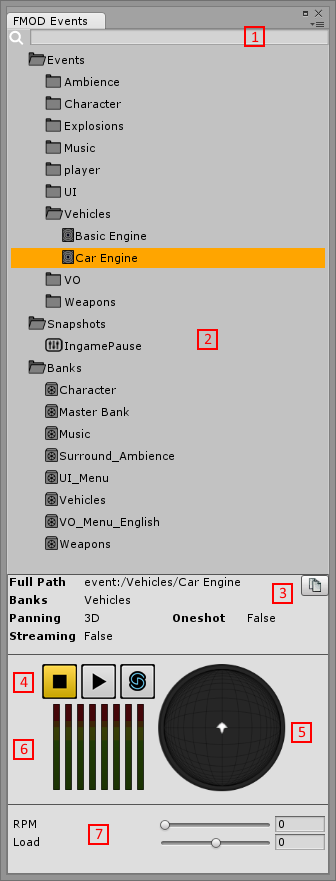 FMOD Events
1
Events
Ambience
Character
Explosions
Music
player
UI
Vehicles
Basic Engine
Car Engine
VO
Weapons
Snapshots
IngamePause
2
Banks
Character
Master Bank
Music
Surround_Ambience
UI_Menu
Vehicles
VO_Menu_English
Weapons
Full Path event:/Vehicles/Car Engine
3
Banks Vehicles
Panning 3D Oneshot False
Streaming False
4
5
6
RPM 0
7
Load 0